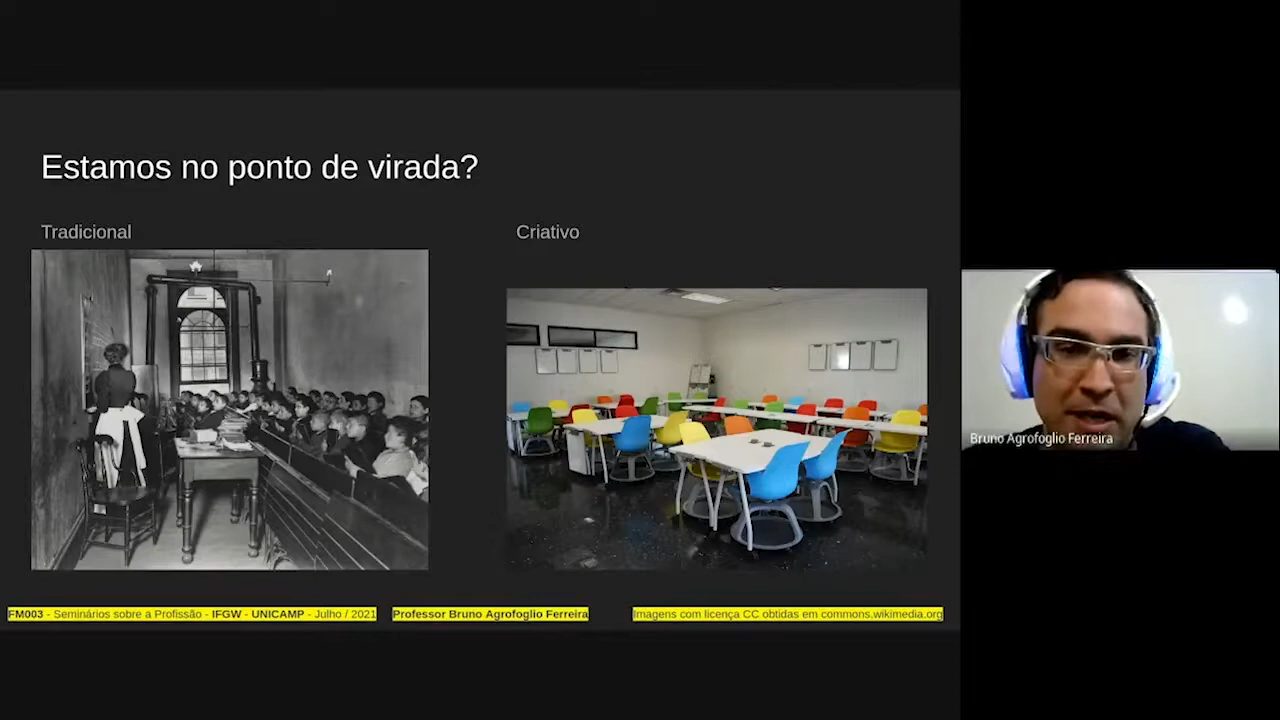 Estamos no ponto de virada?
Tradicional
Criativo
FM003 - Seminários sobre a Profissão - IFGW - UNICAMP - Julho / 2021
Professor Bruno Agrofoglio Ferreira
Imagens com licença CC obtidas em commons.wikimedia.org
Bruno Agrofoglio Ferreira